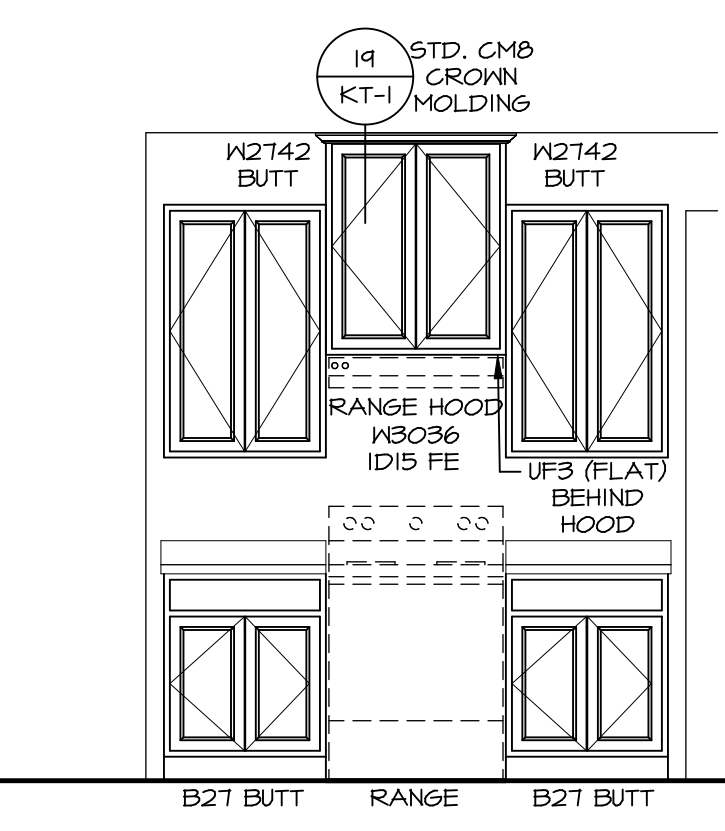 19
KT-1
STD. CM8
CROWN
MOLDING
W2742
BUTT
W2742
BUTT
RANGE HOOD
W3036
1D15 FE
UF3 (FLAT)
BEHIND
HOOD
B27 BUTT
RANGE
B27 BUTT